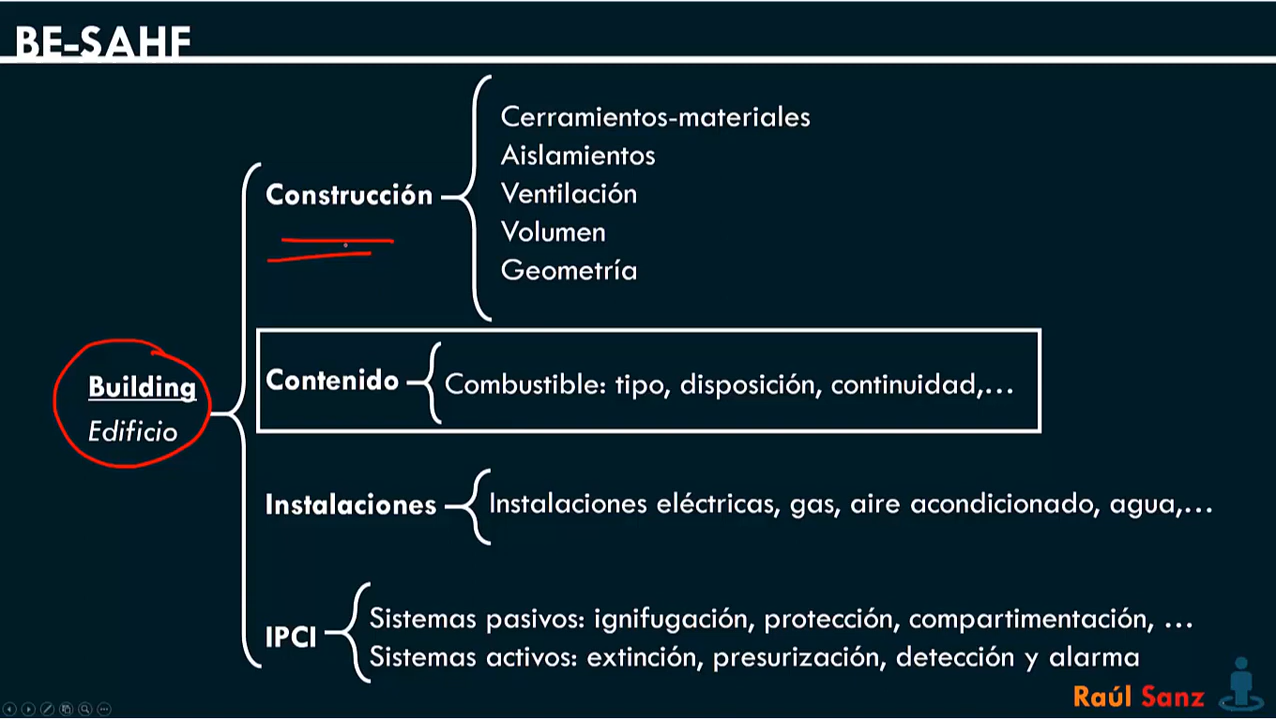 BE-SAHF
Cerramientos-materiales
Aislamientos
Construcción
Ventilación
Volumen
Geometría
Building
Edificio
Contenido
Combustible: tipo, disposición, continuidad,...
Instalaciones
Instalaciones eléctricas, gas, aire acondicionado, agua,...
IPCI
Sistemas pasivos: ignifugación, protección, compartimentación, ...
Sistemas activos: extinción, presurización, detección y alarma
Raúl Sanz